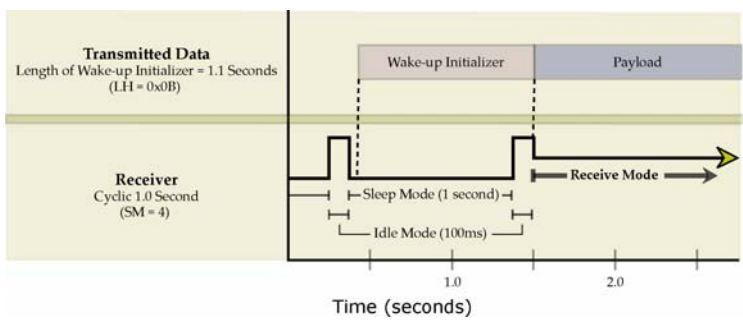 Transmitted Data
Length of Wake-up Initializer = 1.1 Seconds
(LH = 0x0B)
Wake-up Initializer
Payload
Receiver
Cyclic 1.0 Second
(SM = 4)
Sleep Mode (1 second)
Receive Mode
Idle Mode (100ms)
1.0
2.0
Time (seconds)